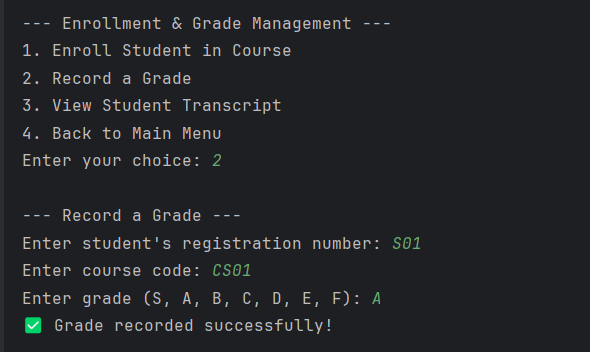 --- Enrollment & Grade Management ---
1. Enroll Student in Course
2. Record a Grade
3. View Student Transcript
4. Back to Main Menu
Enter your choice: 2
--- Record a Grade ---
Enter student's registration number: S01
Enter course code: CS01
Enter grade (S, A, B, C, D, E, F): A
✅ Grade recorded successfully!